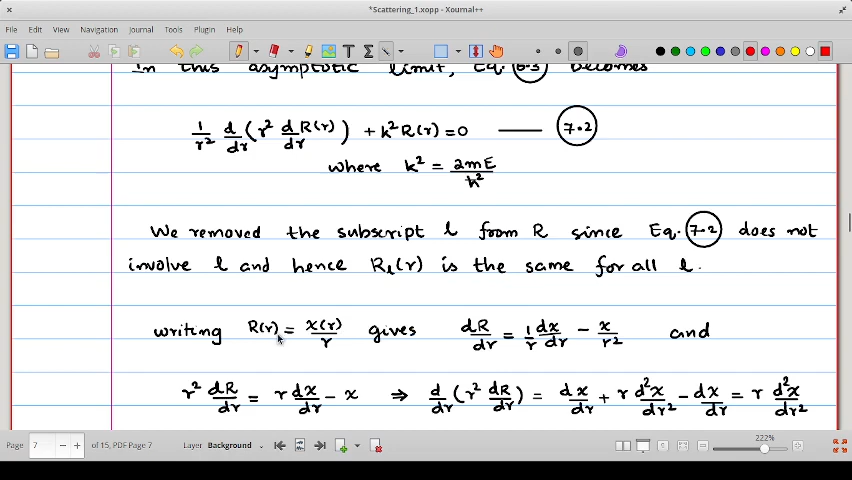 *Scattering_1.xopp - Xournal++
File Edit View Navigation Journal Tools Plugin Help
In this asymptotic limit, Eq. 6.3 becomes
1/r² d/dr (r² d/dr R(r)) + k² R(r) = 0 —— 7.2
where k² = 2mE/ħ²
We removed the subscript l from R since Eq. 7.2 does not
involve l and hence Rₗ(r) is the same for all l.
writing R(r) = χ(r)/r gives dR/dr = 1/r dχ/dr − χ/r² and
r² dR/dr = r dχ/dr − χ ⇒ d/dr (r² dR/dr) = dχ/dr + r d²χ/dr² − dχ/dr = r d²χ/dr²
Page 7 of 15, PDF Page 7 Layer Background 222%